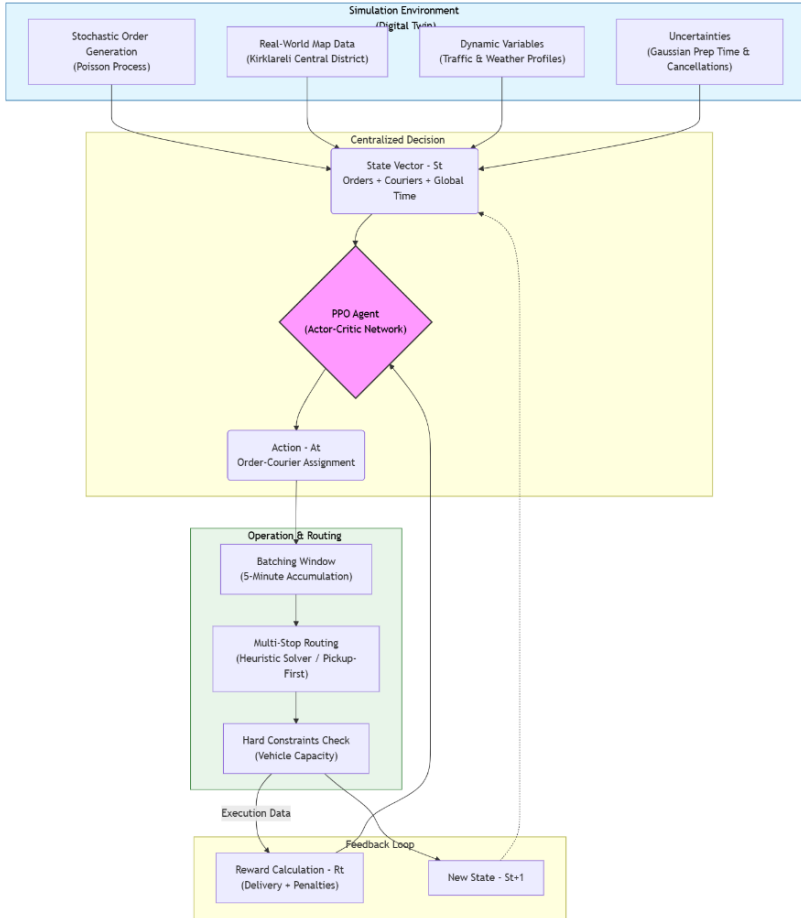 Simulation Environment
(Digital Twin)
Stochastic Order
Generation
(Poisson Process)
Real-World Map Data
(Kirklareli Central District)
Dynamic Variables
(Traffic & Weather Profiles)
Uncertainties
(Gaussian Prep Time &
Cancellations)
Centralized Decision
State Vector - St
Orders + Couriers + Global
Time
PPO Agent
(Actor-Critic Network)
Action - At
Order-Courier Assignment
Operation & Routing
Batching Window
(5-Minute Accumulation)
Multi-Stop Routing
(Heuristic Solver / Pickup-
First)
Hard Constraints Check
(Vehicle Capacity)
Execution Data
Feedback Loop
Reward Calculation - Rt
(Delivery + Penalties)
New State - St+1